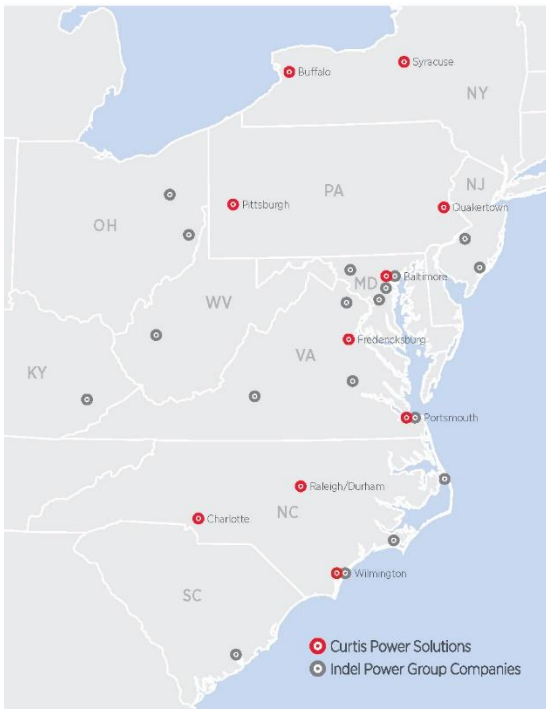 Syracuse
Buffalo
NY
PA
NJ
Pittsburgh
Quakertown
OH
Baltimore
MD
WV
Fredericksburg
VA
KY
Portsmouth
Raleigh/Durham
NC
Charlotte
Wilmington
SC
Curtis Power Solutions
Indel Power Group Companies